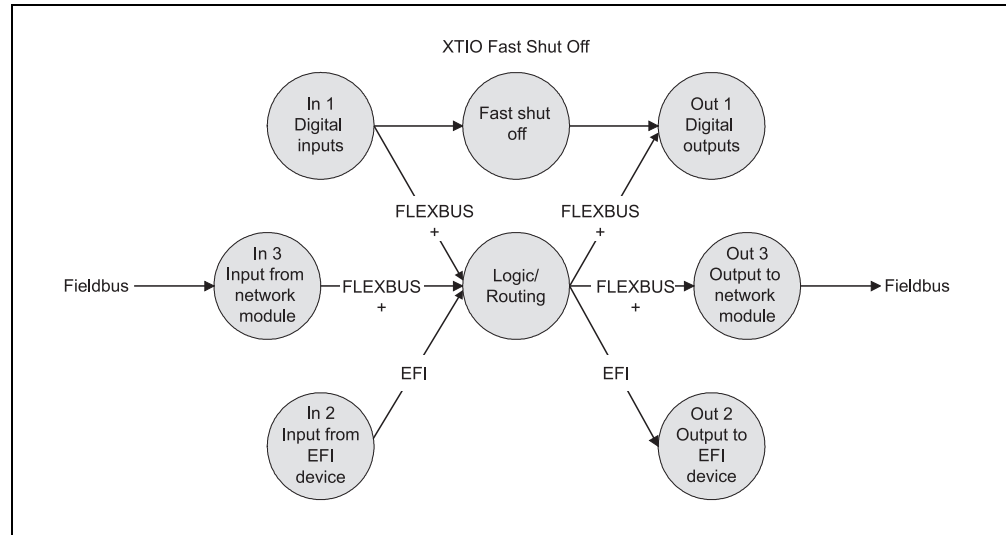 XTIO Fast Shut Off
In 1
Digital
inputs
Fast shut
off
Out 1
Digital
outputs
FLEXBUS
+
FLEXBUS
+
Fieldbus
In 3
Input from
network
module
FLEXBUS
+
Logic/
Routing
FLEXBUS
+
Out 3
Output to
network
module
Fieldbus
EFI
EFI
In 2
Input from
EFI
device
Out 2
Output to
EFI
device